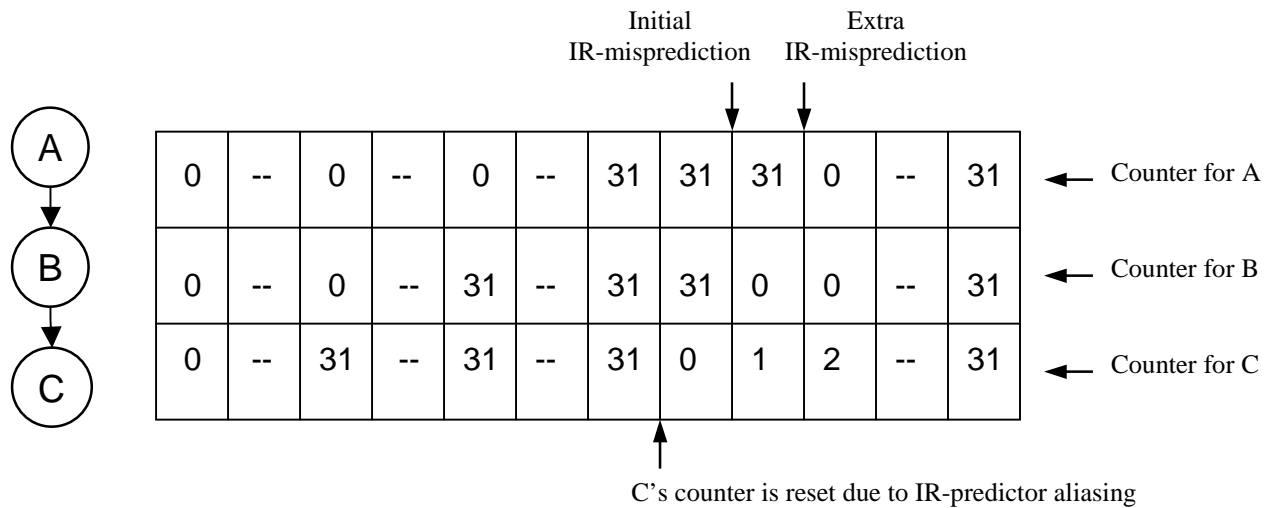 Initial
IR-misprediction
Extra
IR-misprediction
A
0 -- 0 -- 0 -- 31 31 31 0 -- 31
Counter for A
B
0 -- 0 -- 31 -- 31 31 0 0 -- 31
Counter for B
C
0 -- 31 -- 31 -- 31 0 1 2 -- 31
Counter for C
C's counter is reset due to IR-predictor aliasing